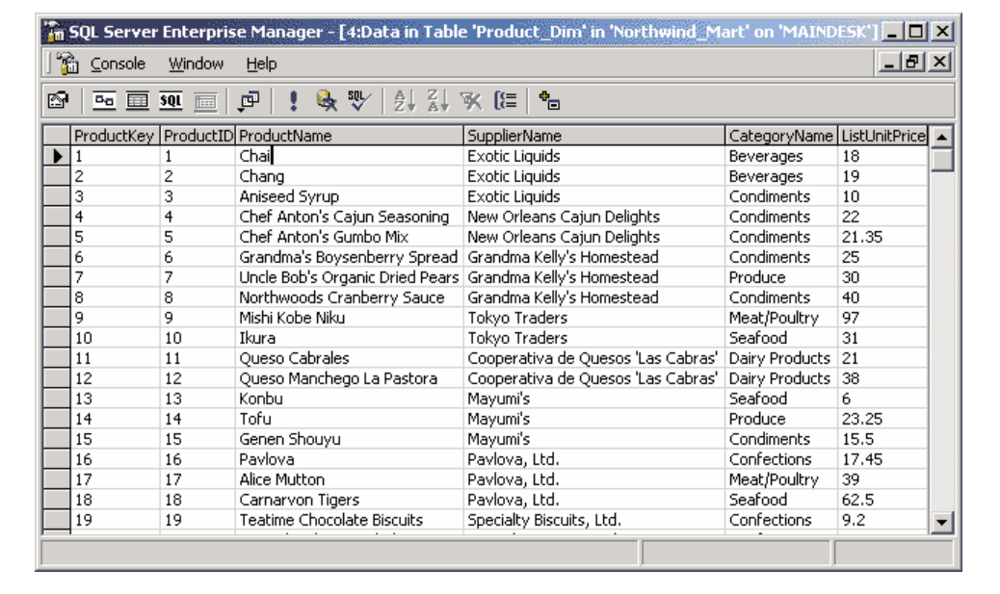 SQL Server Enterprise Manager - [4:Data in Table 'Product_Dim' in 'Northwind_Mart' on 'MAINDESK']
Console Window Help
SQL SQL A Z Z A
ProductKey ProductID ProductName SupplierName CategoryName ListUnitPrice
1 1 Chai Exotic Liquids Beverages 18
2 2 Chang Exotic Liquids Beverages 19
3 3 Aniseed Syrup Exotic Liquids Condiments 10
4 4 Chef Anton's Cajun Seasoning New Orleans Cajun Delights Condiments 22
5 5 Chef Anton's Gumbo Mix New Orleans Cajun Delights Condiments 21.35
6 6 Grandma's Boysenberry Spread Grandma Kelly's Homestead Condiments 25
7 7 Uncle Bob's Organic Dried Pears Grandma Kelly's Homestead Produce 30
8 8 Northwoods Cranberry Sauce Grandma Kelly's Homestead Condiments 40
9 9 Mishi Kobe Niku Tokyo Traders Meat/Poultry 97
10 10 Ikura Tokyo Traders Seafood 31
11 11 Queso Cabrales Cooperativa de Quesos 'Las Cabras' Dairy Products 21
12 12 Queso Manchego La Pastora Cooperativa de Quesos 'Las Cabras' Dairy Products 38
13 13 Konbu Mayumi's Seafood 6
14 14 Tofu Mayumi's Produce 23.25
15 15 Genen Shouyu Mayumi's Condiments 15.5
16 16 Pavlova Pavlova, Ltd. Confections 17.45
17 17 Alice Mutton Pavlova, Ltd. Meat/Poultry 39
18 18 Carnarvon Tigers Pavlova, Ltd. Seafood 62.5
19 19 Teatime Chocolate Biscuits Specialty Biscuits, Ltd. Confections 9.2